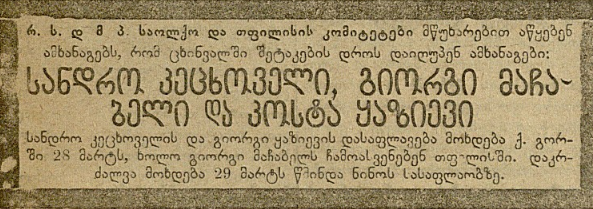 რ. ს. დ მ პ. საოლქო და თფილისის კომიტეტები მწუხარებით აწყებენ
ამხანაგებს, რომ ცხინვალში შეტაკების დროს დაიღუპენ ამხანაგები:
სანდრო კეცხოველი, გიორგი მაჩა-
ბელი და კოსტა ყაზიევი
სანდრო კეცხოველის და გიორგი ყაზიევის დასაფლავება მოხდება ქ. გორ-
ში 28 მარტს, ხოლო გიორგი მაჩაბელს ჩამოასვენებენ თფილისში. დაკრ-
ძალვა მოხდება 29 მარტს წმინდა ნინოს სასაფლაოზე.